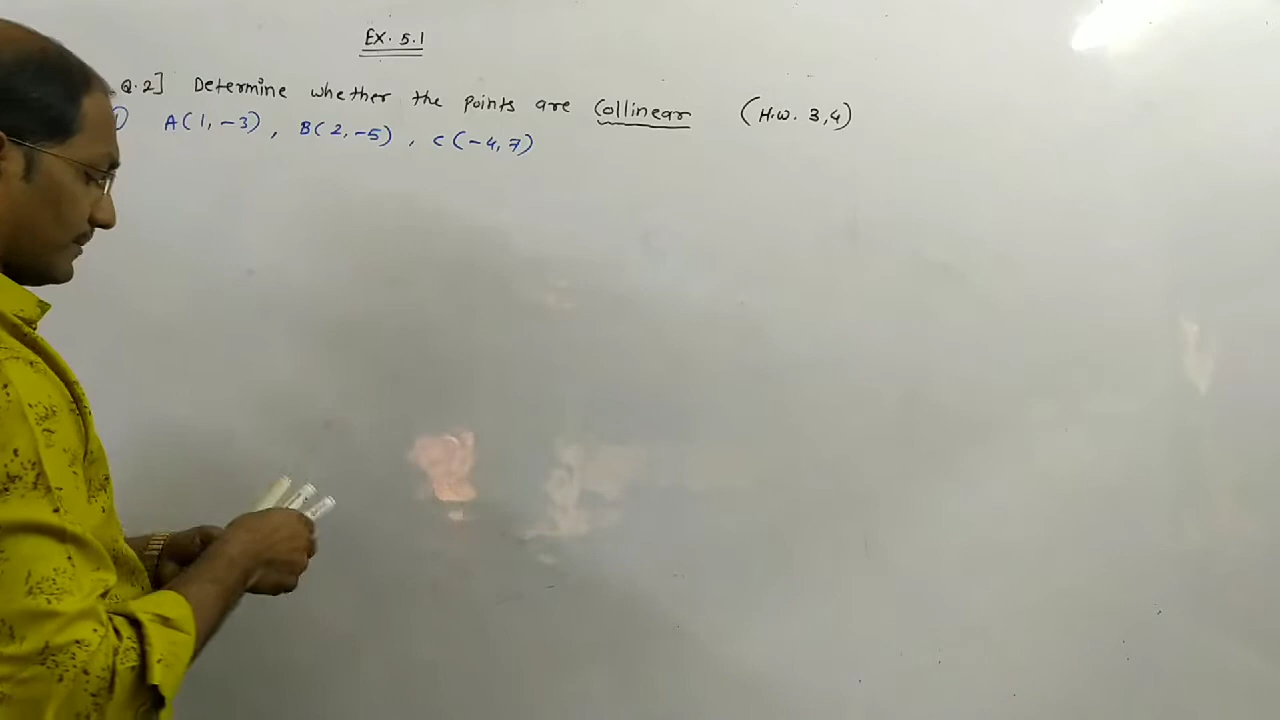 Ex. 5.1
Q.2] Determine whether the points are Collinear (H.W. 3,4)
A(1, -3), B(2, -5), C(-4, 7)